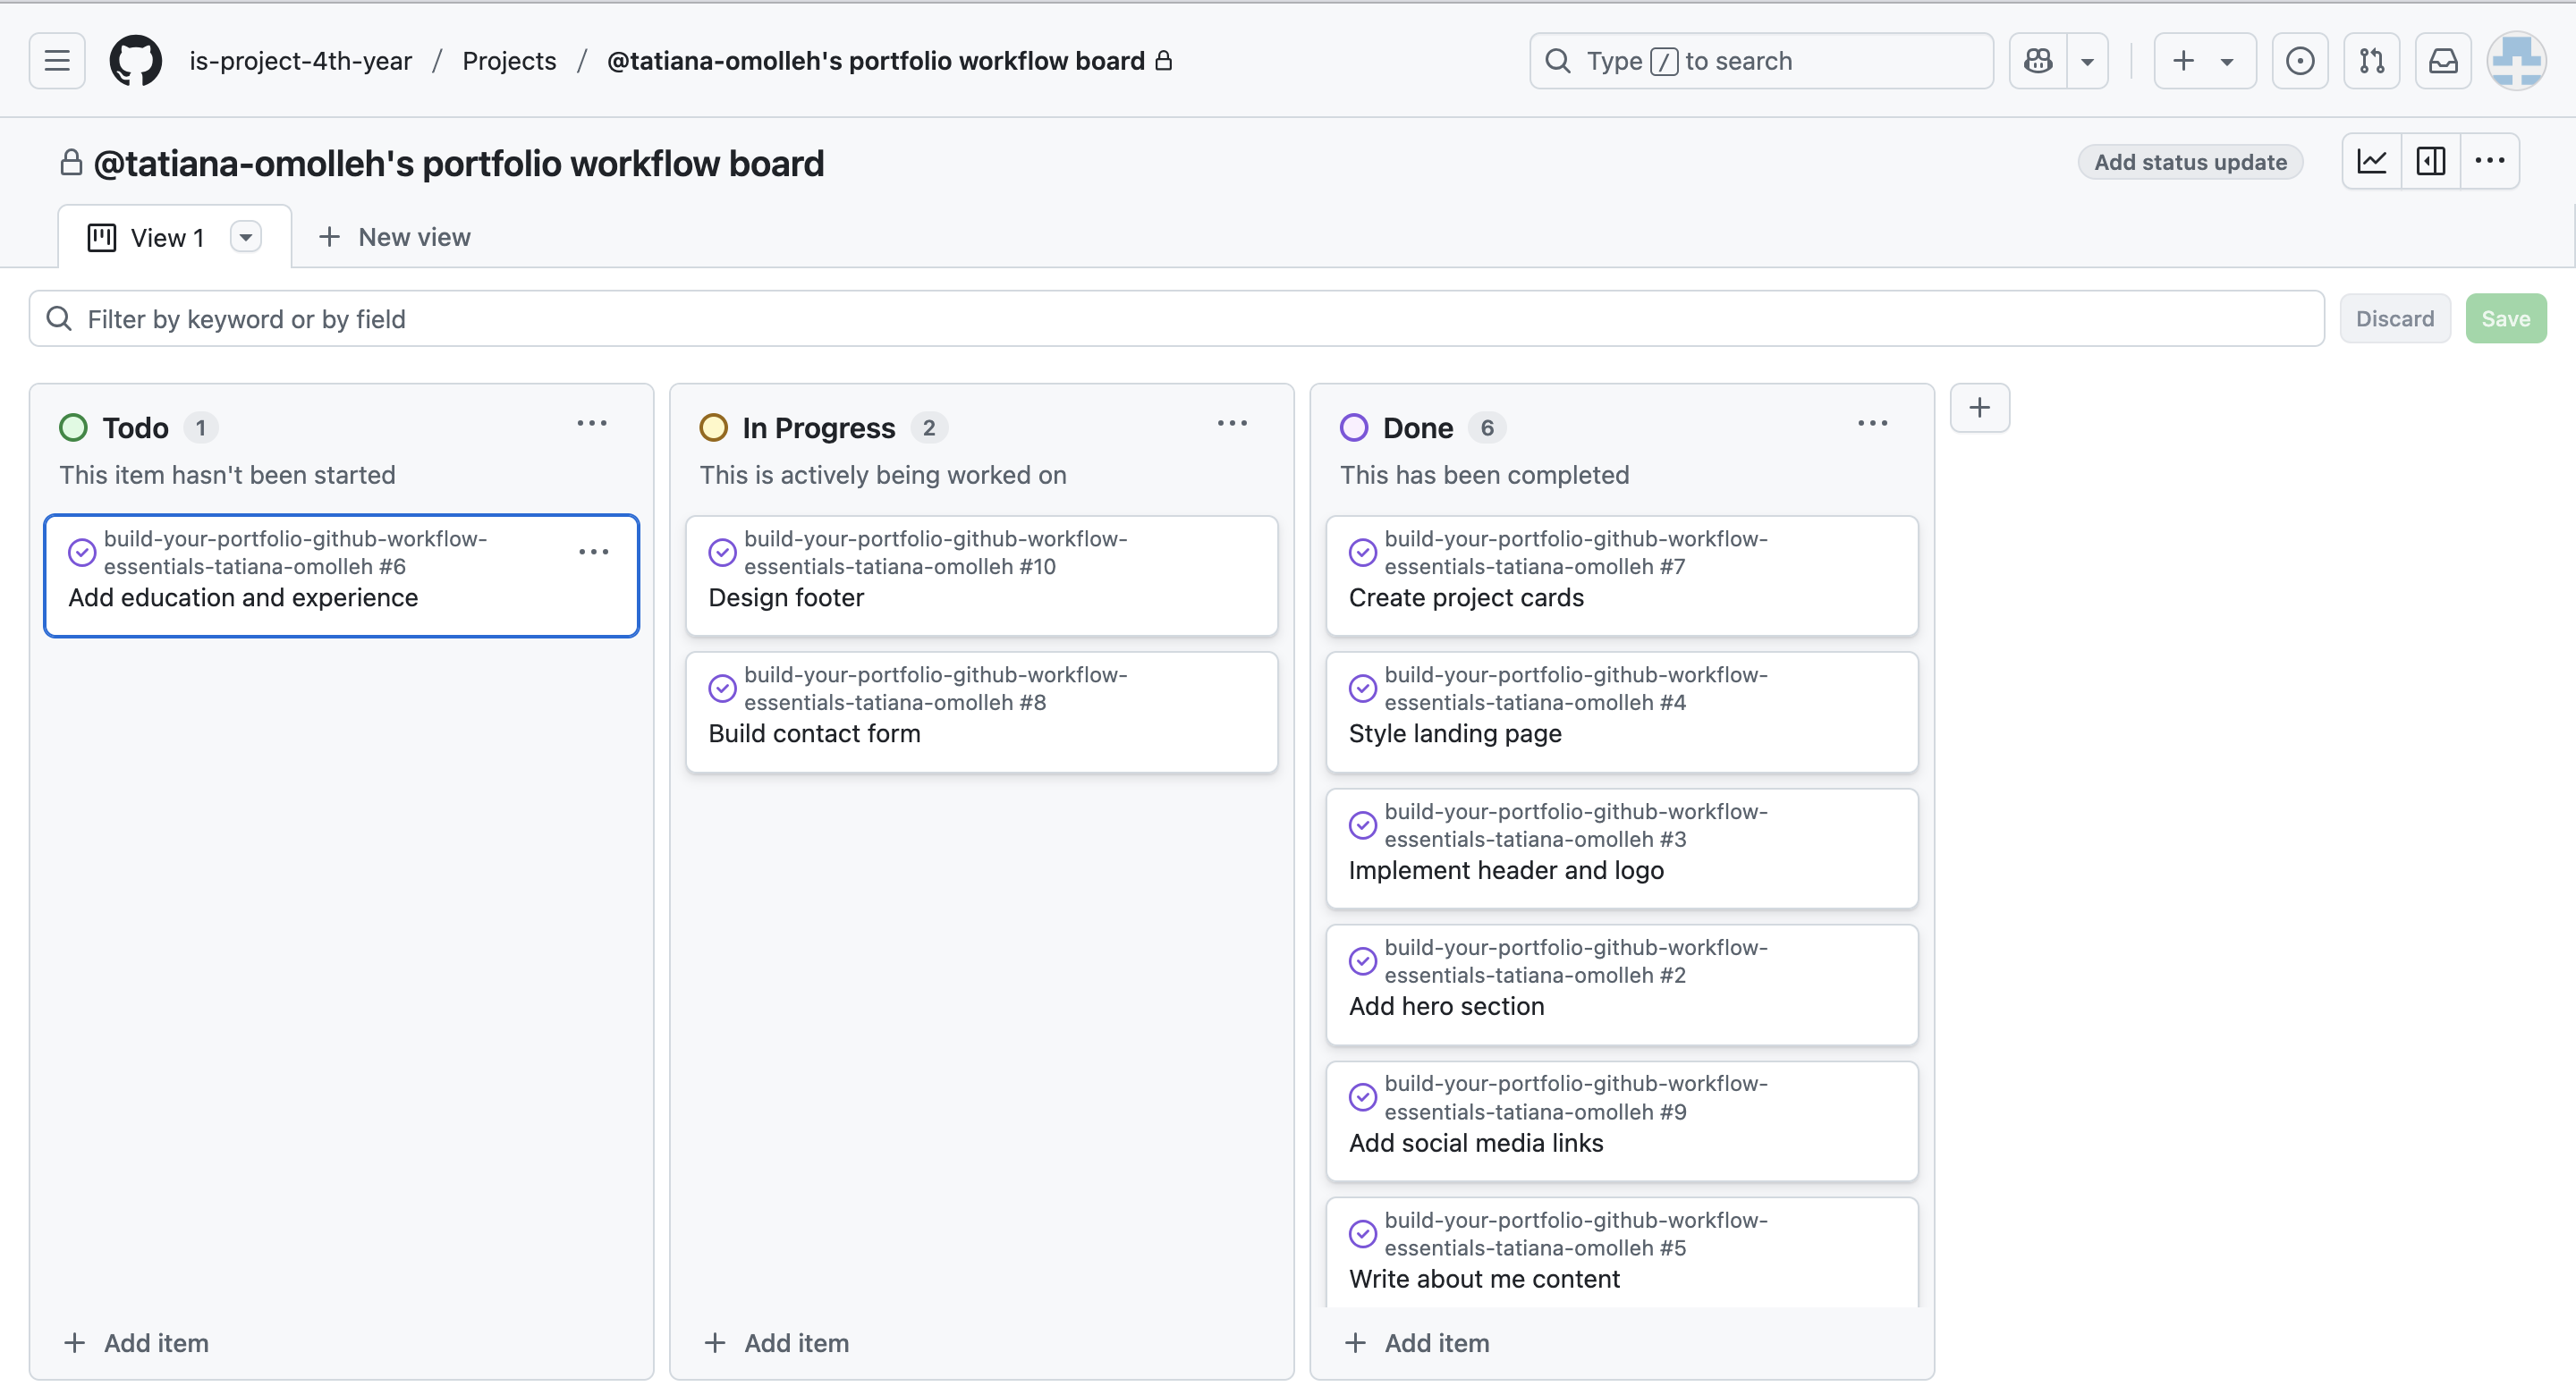 is-project-4th-year / Projects / @tatiana-omolleh's portfolio workflow board
Type / to search
@tatiana-omolleh's portfolio workflow board
Add status update
View 1
New view
Filter by keyword or by field
Discard
Save
Todo 1
This item hasn't been started
build-your-portfolio-github-workflow-
essentials-tatiana-omolleh #6
Add education and experience
Add item
In Progress 2
This is actively being worked on
build-your-portfolio-github-workflow-
essentials-tatiana-omolleh #10
Design footer
build-your-portfolio-github-workflow-
essentials-tatiana-omolleh #8
Build contact form
Add item
Done 6
This has been completed
build-your-portfolio-github-workflow-
essentials-tatiana-omolleh #7
Create project cards
build-your-portfolio-github-workflow-
essentials-tatiana-omolleh #4
Style landing page
build-your-portfolio-github-workflow-
essentials-tatiana-omolleh #3
Implement header and logo
build-your-portfolio-github-workflow-
essentials-tatiana-omolleh #2
Add hero section
build-your-portfolio-github-workflow-
essentials-tatiana-omolleh #9
Add social media links
build-your-portfolio-github-workflow-
essentials-tatiana-omolleh #5
Write about me content
Add item